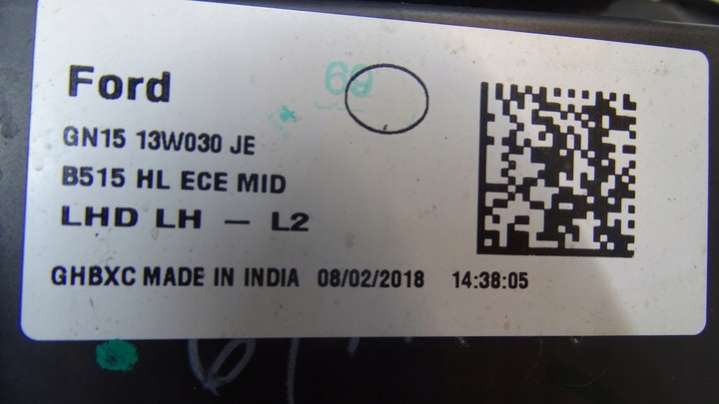 Ford
69
GN15 13W030 JE
B515 HL ECE MID
LHD LH – L2
GHBXC MADE IN INDIA 08/02/2018 14:38:05